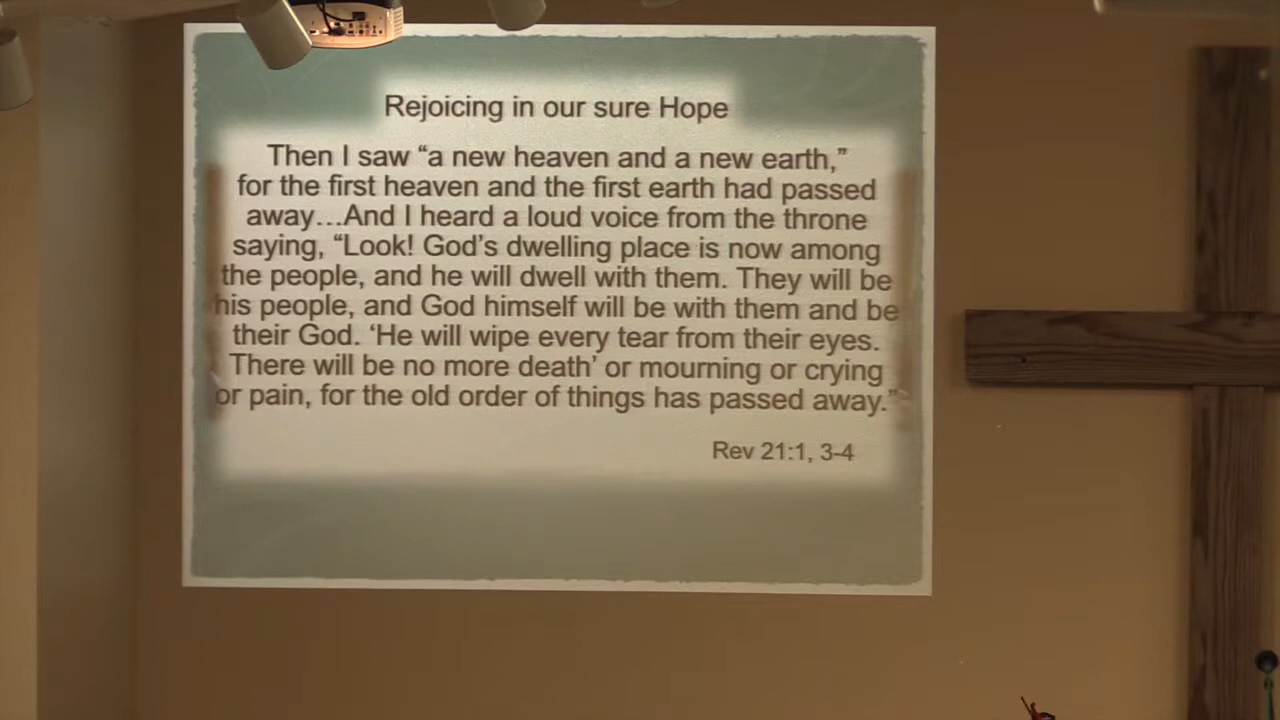 Rejoicing in our sure Hope
Then I saw “a new heaven and a new earth,”
for the first heaven and the first earth had passed
away…And I heard a loud voice from the throne
saying, “Look! God’s dwelling place is now among
the people, and he will dwell with them. They will be
his people, and God himself will be with them and be
their God. ‘He will wipe every tear from their eyes.
There will be no more death’ or mourning or crying
or pain, for the old order of things has passed away.”
Rev 21:1, 3-4